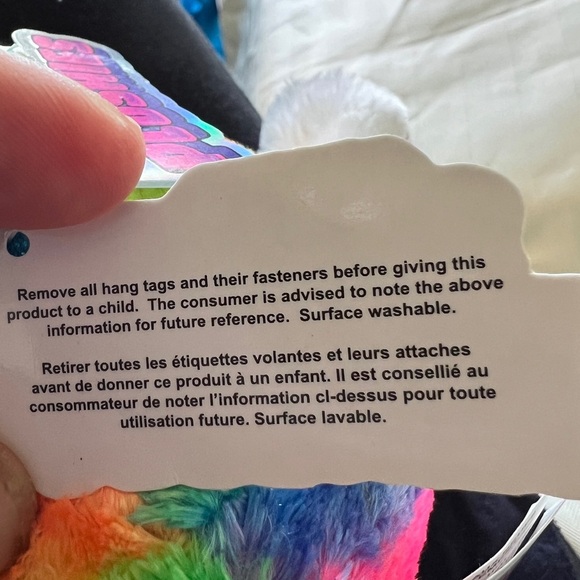 Remove all hang tags and their fasteners before giving this
product to a child. The consumer is advised to note the above
information for future reference. Surface washable.
Retirer toutes les étiquettes volantes et leurs attaches
avant de donner ce produit à un enfant. Il est consellié au
consommateur de noter l'information cl-dessus pour toute
utilisation future. Surface lavable.